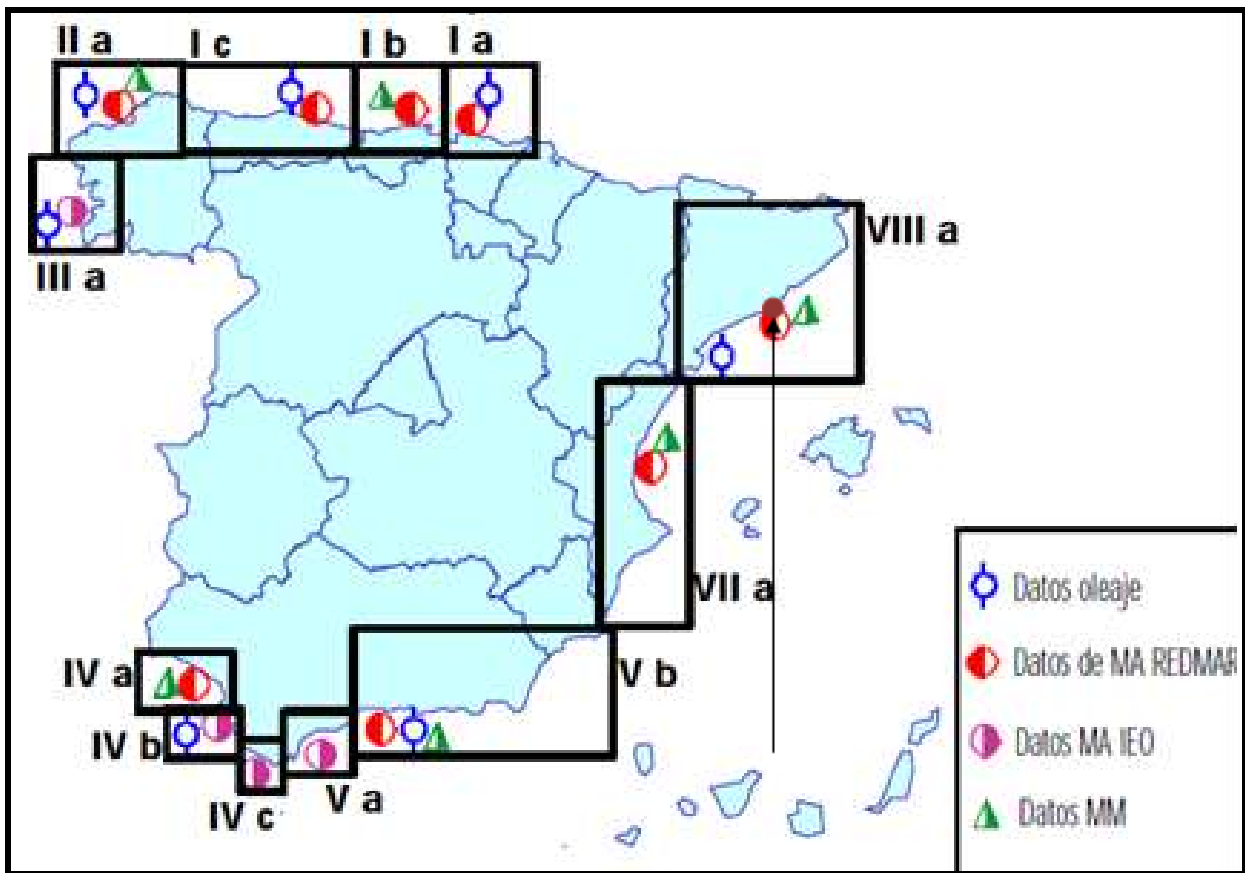 II a
I c
I b
I a
III a
VIII a
VII a
IV a
V b
IV b
IV c
V a
Datos oleaje
Datos de MA REDMAR
Datos MA IEO
Datos MM